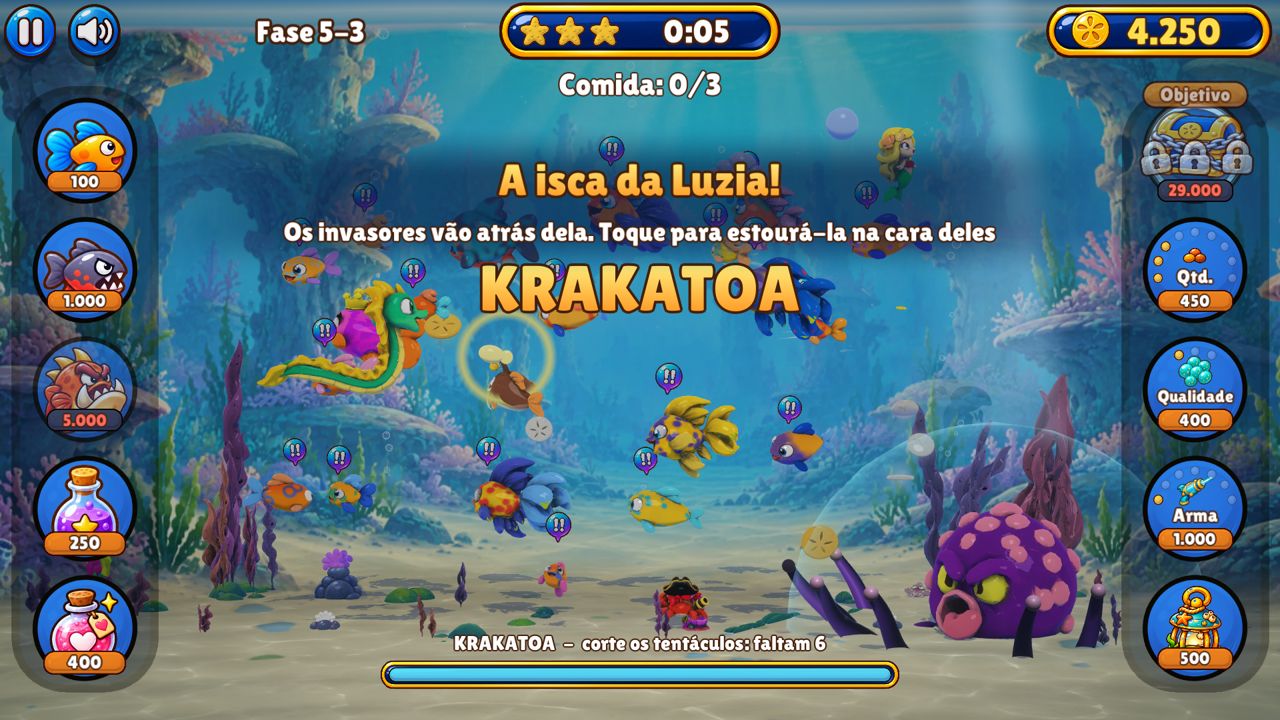 Fase 5-3
0:05
4.250
Comida: 0/3
Objetivo
29.000
100
1.000
5.000
250
400
A isca da Luzia!
Os invasores vão atrás dela. Toque para estourá-la na cara deles
KRAKATOA
!!
!!
!!
!!
!!
!!
!!
!!
!!
!!
!!
!!
!!
!!
Qtd.
450
Qualidade
400
Arma
1.000
500
KRAKATOA - corte os tentáculos: faltam 6